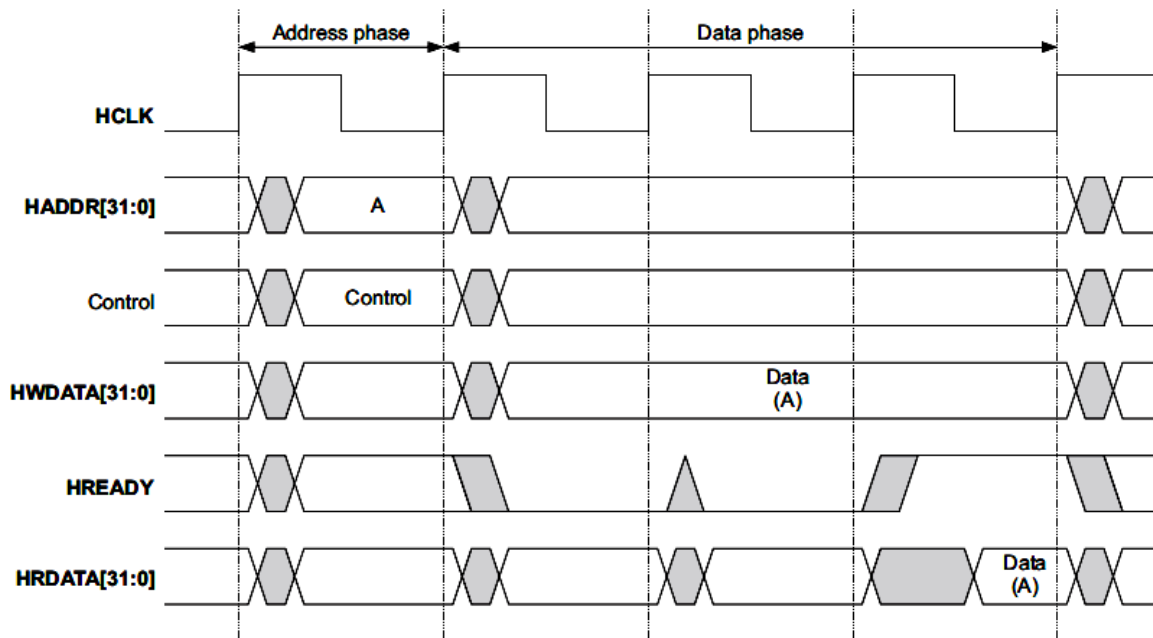 Address phase
Data phase
HCLK
HADDR[31:0]
A
Control
Control
HWDATA[31:0]
Data
(A)
HREADY
HRDATA[31:0]
Data
(A)